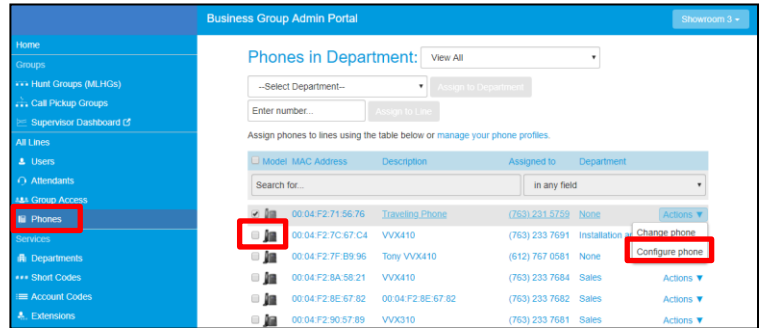 Business Group Admin Portal
Showroom 3
Home
Groups
Hunt Groups (MLHGs)
Call Pickup Groups
Supervisor Dashboard
All Lines
Users
Attendants
Group Access
Phones
Services
Departments
Short Codes
Account Codes
Extensions
Phones in Department: View All
--Select Department-- Assign to Department
Enter number... Assign to Line
Assign phones to lines using the table below or manage your phone profiles.
Model MAC Address Description Assigned to Department
Search for... in any field
00:04:F2:71:56:76 Traveling Phone (763) 231 5759 None Actions ▼
00:04:F2:7C:67:C4 VVX410 (763) 233 7691 Installation a
Change phone
00:04:F2:7F:B9:96 Tony VVX410 (612) 767 0581 None
Configure phone
00:04:F2:8A:58:21 VVX410 (763) 233 7684 Sales Actions ▼
00:04:F2:8E:67:82 00:04:F2:8E:67:82 (763) 233 7682 Sales Actions ▼
00:04:F2:90:57:89 VVX310 (763) 233 7681 Sales Actions ▼